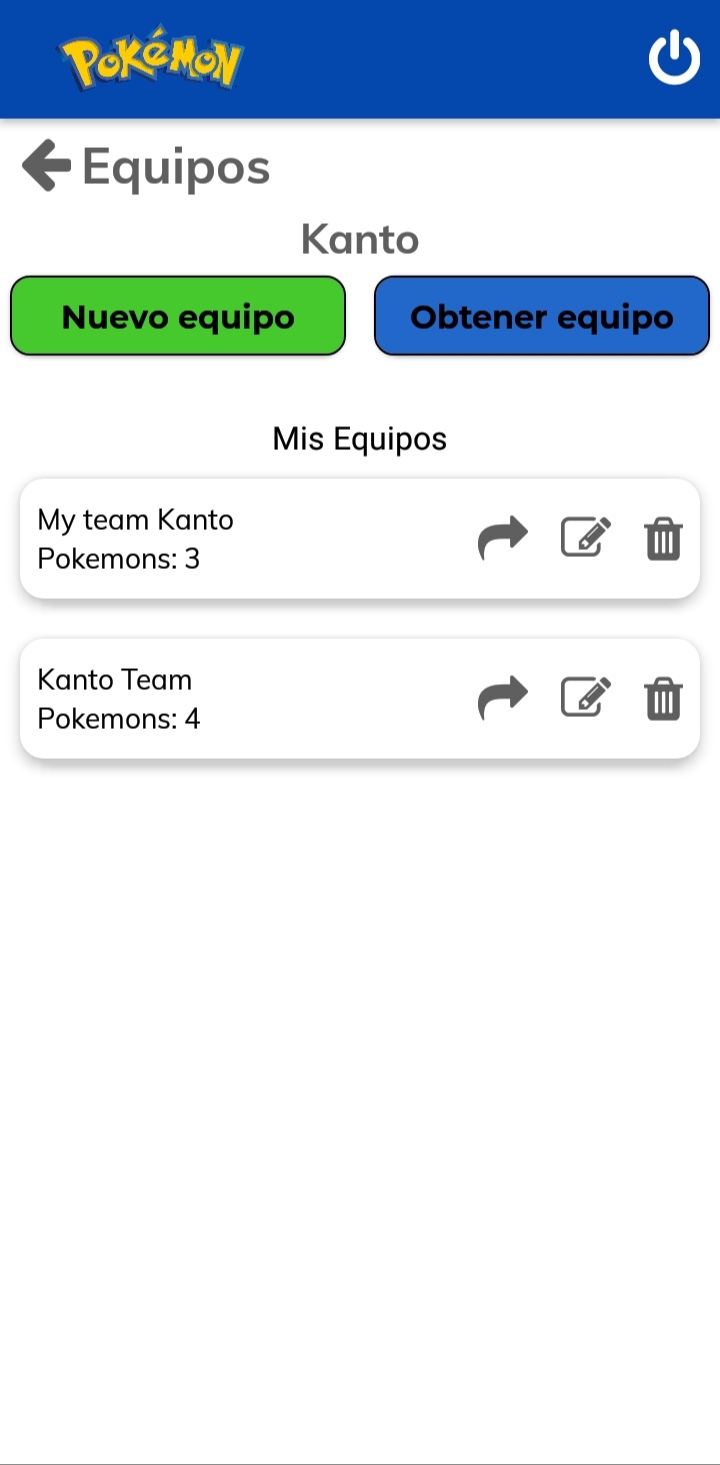 POKéMON
Equipos
Kanto
Nuevo equipo
Obtener equipo
Mis Equipos
My team Kanto
Pokemons: 3
Kanto Team
Pokemons: 4